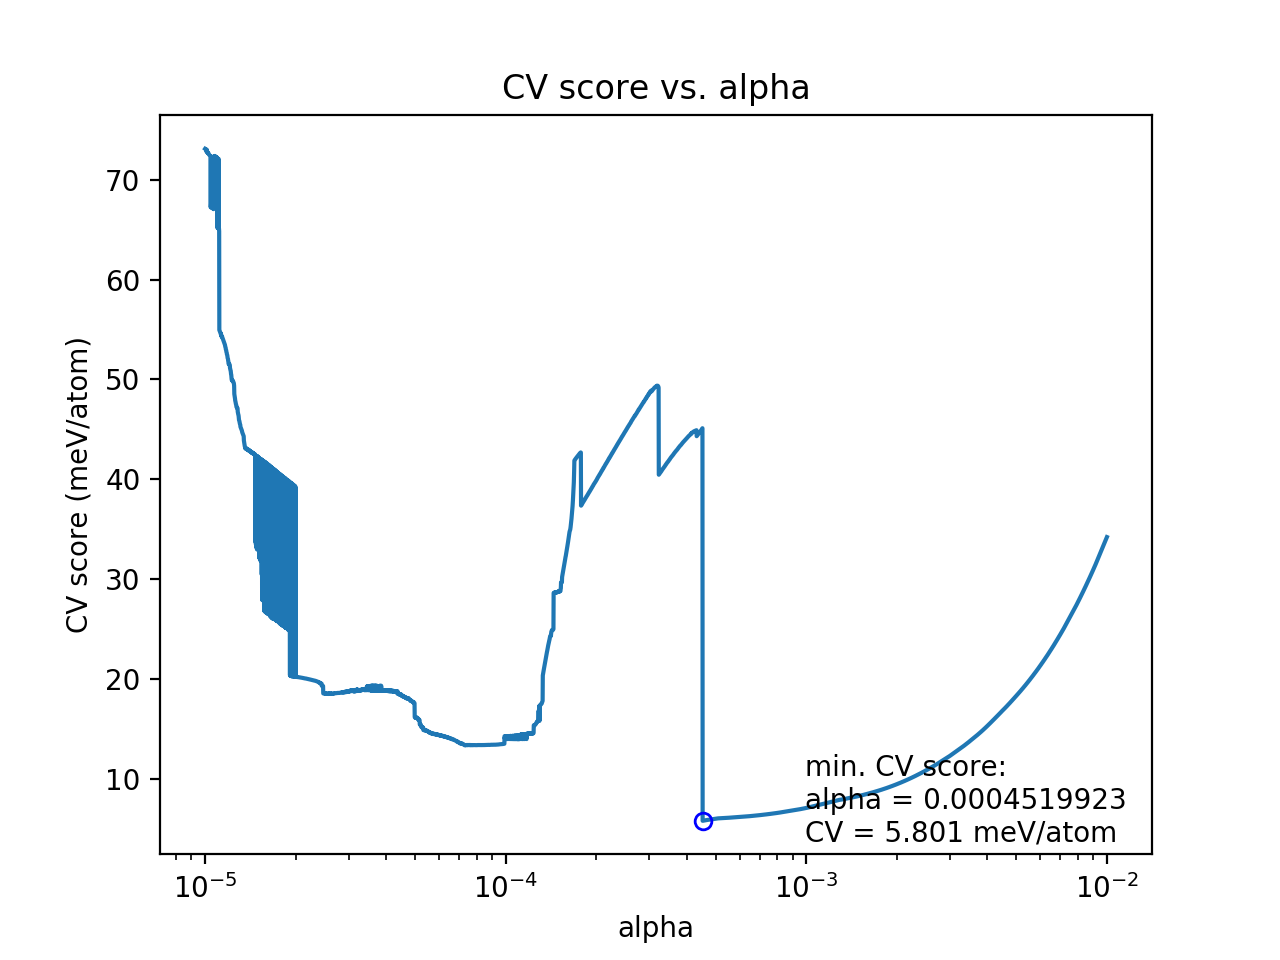 CV score vs. alpha
CV score (meV/atom)
70
60
50
40
30
20
10
min. CV score:
alpha = 0.0004519923
CV = 5.801 meV/atom
10⁻⁵ 10⁻⁴ 10⁻³ 10⁻²
alpha